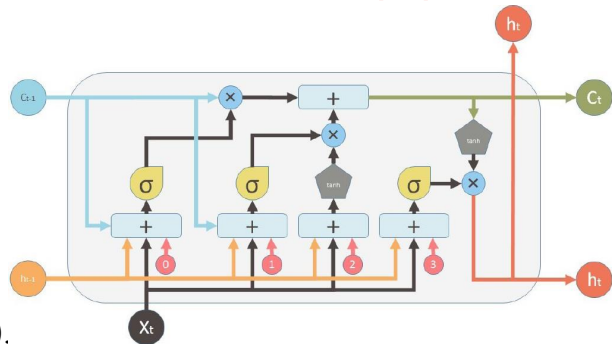 ht
Ct-1
×
+
Ct
tanh
×
σ
σ
tanh
σ
×
+
+
+
+
0
1
2
3
ht-1
ht
Xt
).